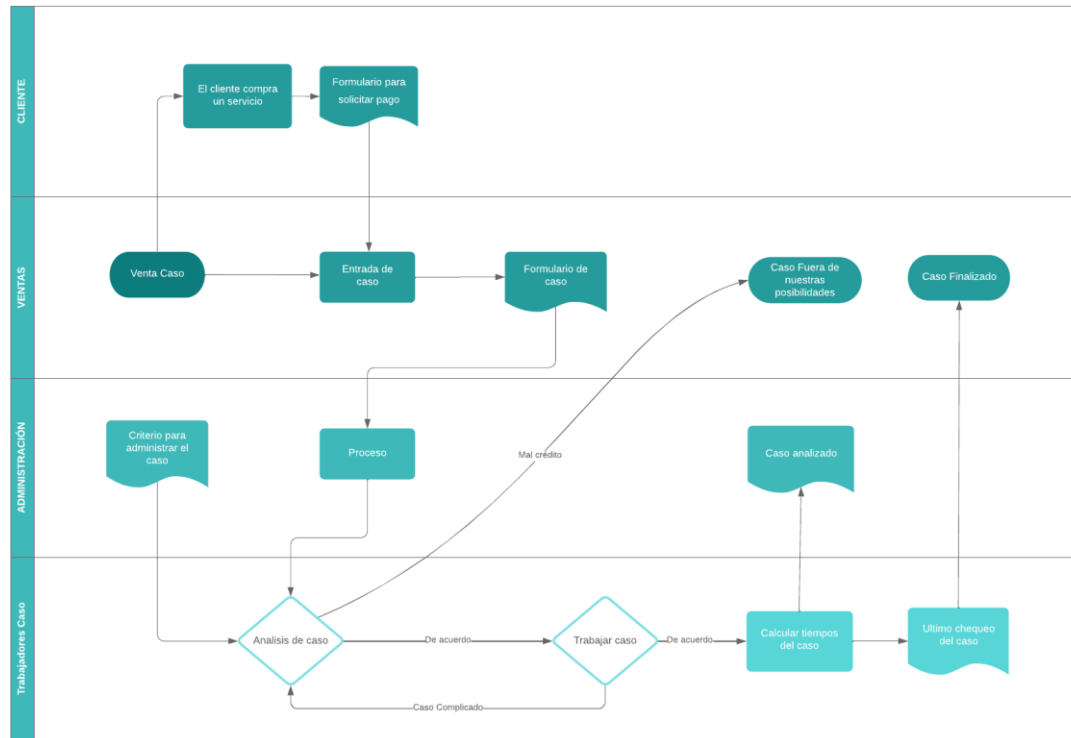 CLIENTE
El cliente compra
un servicio
Formulario para
solicitar pago
VENTAS
Venta Caso
Entrada de
caso
Formulario de
caso
Caso Fuera de
nuestras
posibilidades
Caso Finalizado
ADMINISTRACIÓN
Criterio para
administrar el
caso
Proceso
Mal crédito
Caso analizado
Trabajadores Caso
Analisis de caso
De acuerdo
Trabajar caso
De acuerdo
Calcular tiempos
del caso
Ultimo chequeo
del caso
Caso Complicado